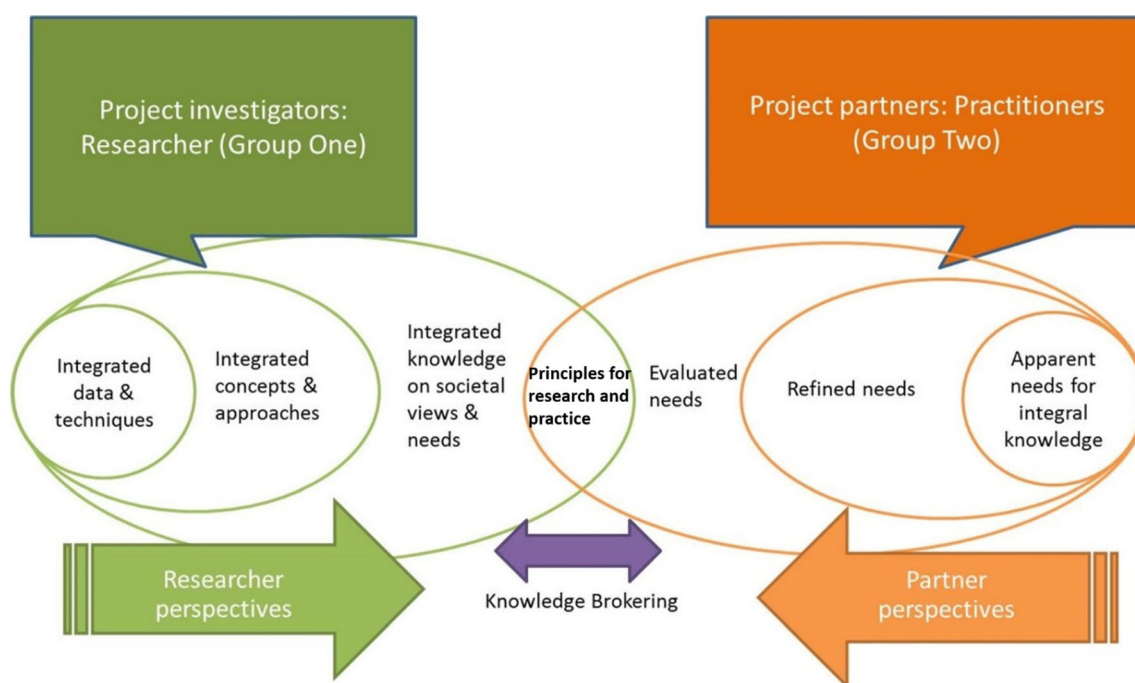 Project investigators:
Researcher (Group One)
Project partners: Practitioners
(Group Two)
Integrated
data &
techniques
Integrated
concepts &
approaches
Integrated
knowledge
on societal
views &
needs
Principles for
research and
practice
Evaluated
needs
Refined needs
Apparent
needs for
integral
knowledge
Researcher
perspectives
Knowledge Brokering
Partner
perspectives